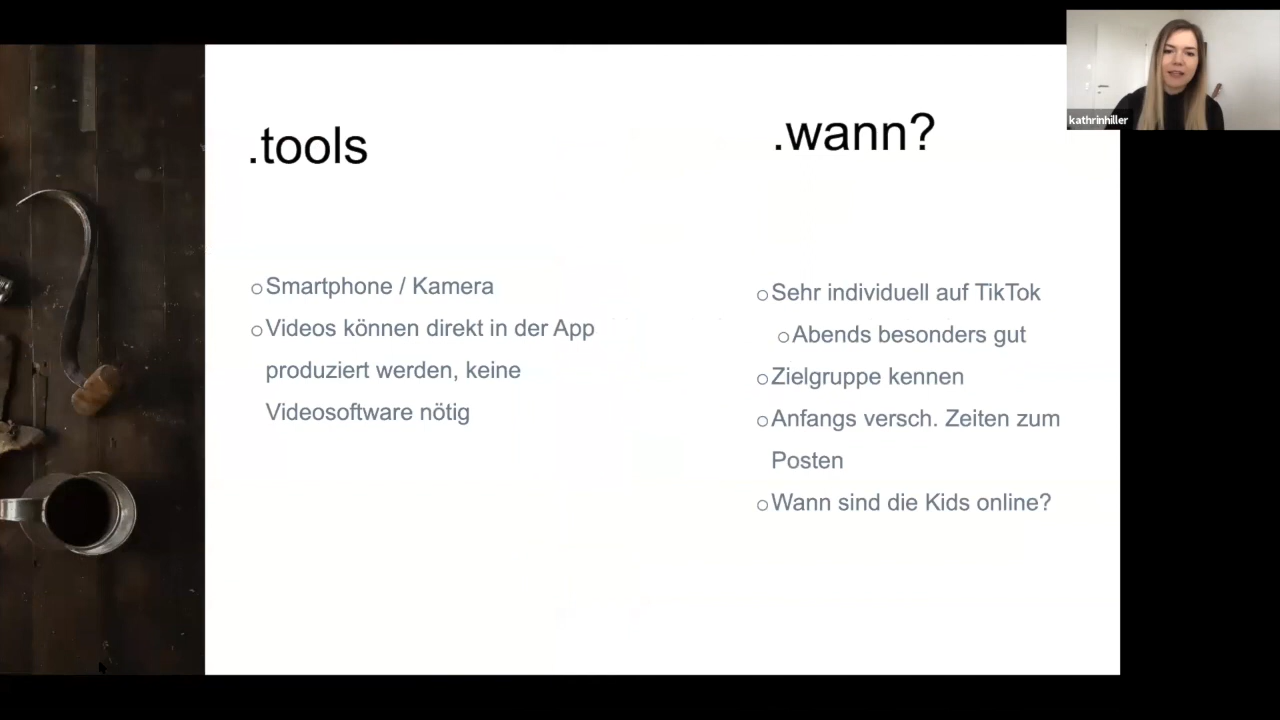 .tools
○Smartphone / Kamera
○Videos können direkt in der App
produziert werden, keine
Videosoftware nötig
.wann?
○Sehr individuell auf TikTok
○Abends besonders gut
○Zielgruppe kennen
○Anfangs versch. Zeiten zum
Posten
○Wann sind die Kids online?
kathrinhiller